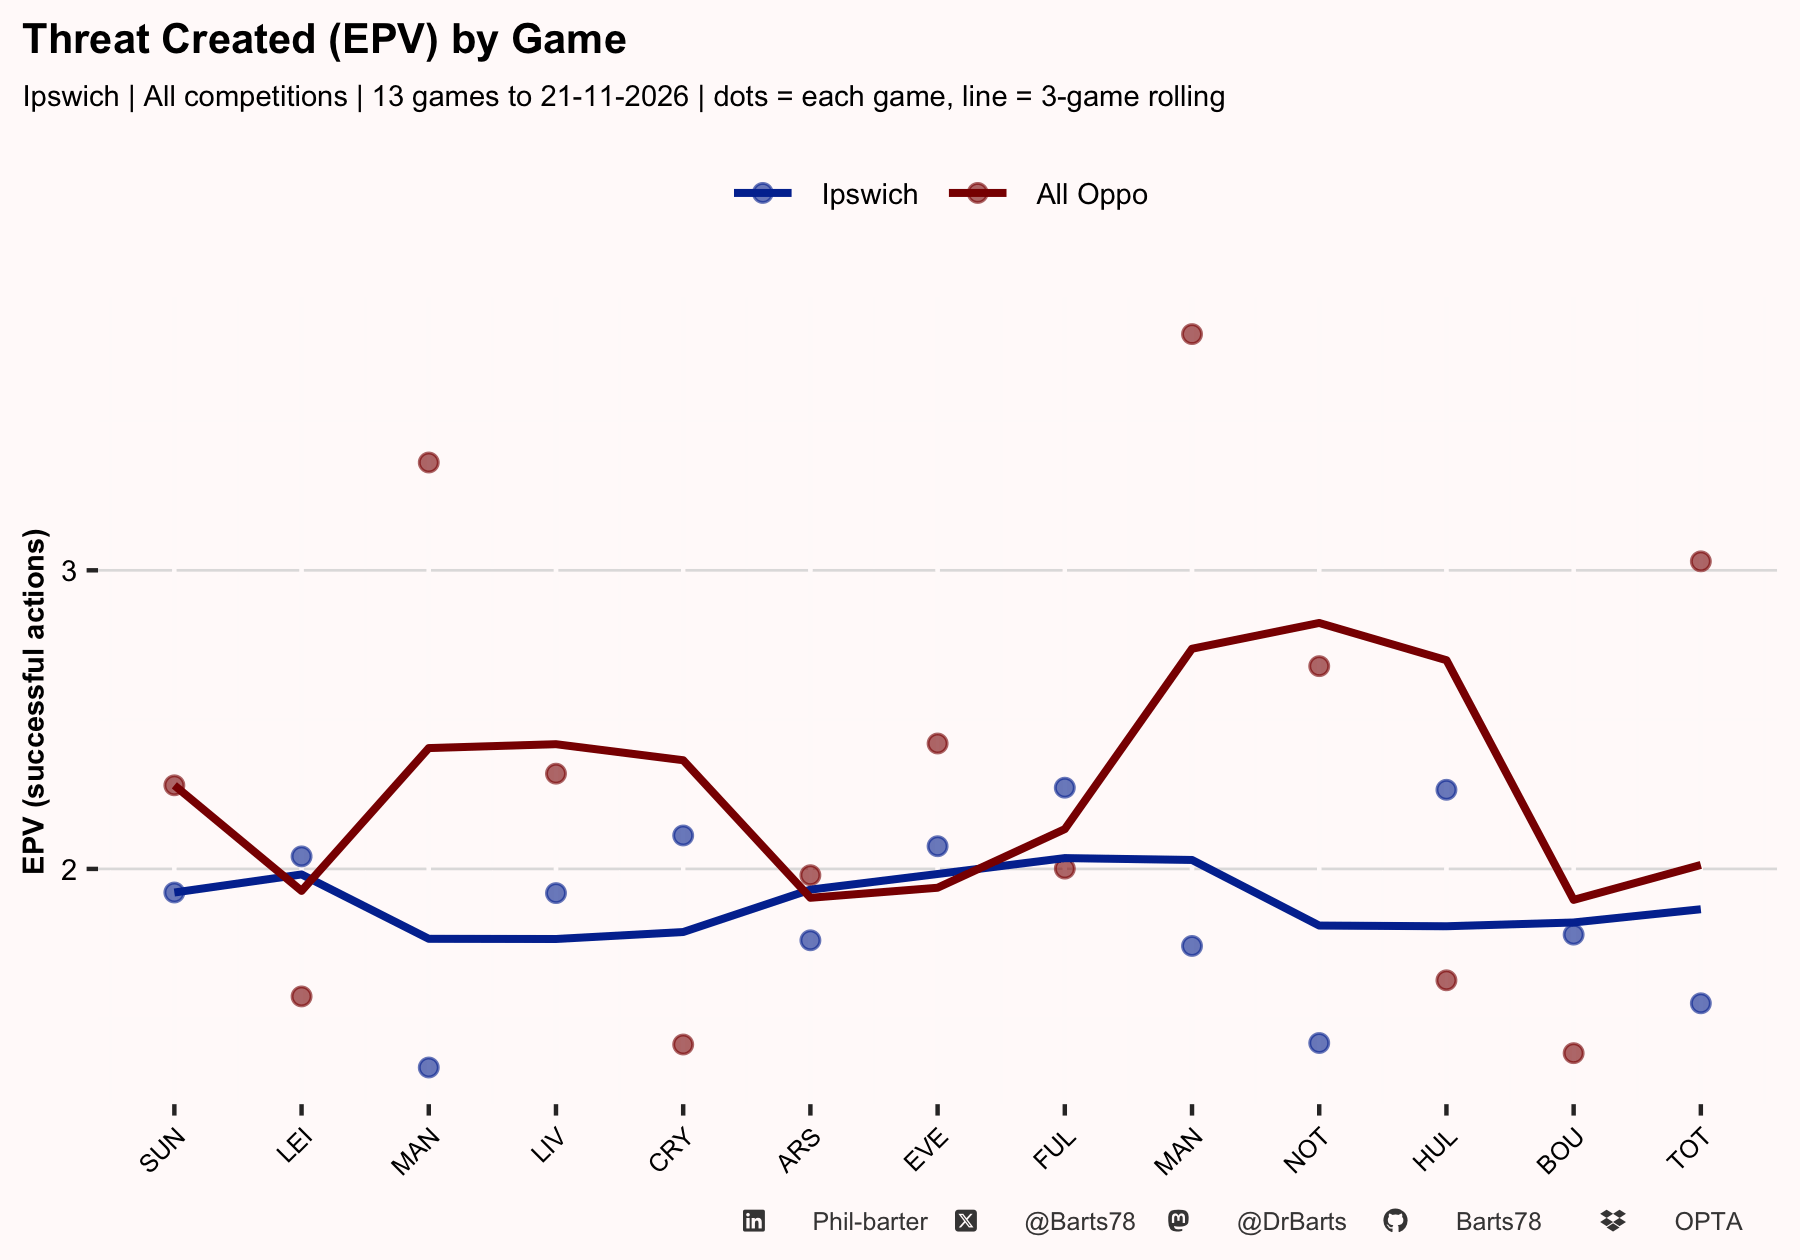 Threat Created (EPV) by Game
Ipswich | All competitions | 13 games to 21-11-2026 | dots = each game, line = 3-game rolling
Ipswich All Oppo
EPV (successful actions)
3
2
SUN LEI MAN LIV CRY ARS EVE FUL MAN NOT HUL BOU TOT
Phil-barter @Barts78 @DrBarts Barts78 OPTA